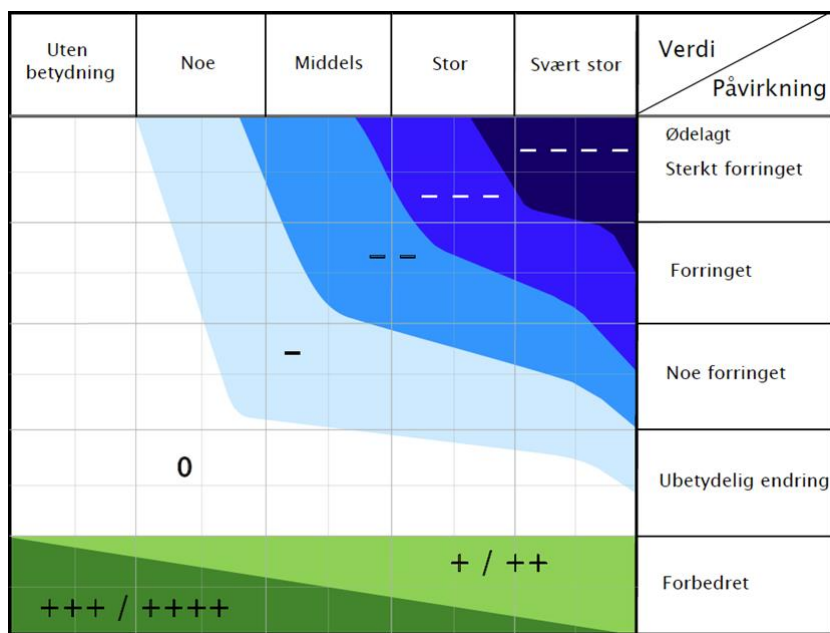 Uten
betydning
Noe
Middels
Stor
Svært stor
Verdi
Påvirkning
Ødelagt
– – – –
Sterkt forringet
– – –
– –
Forringet
–
Noe forringet
0
Ubetydelig endring
+ / ++
Forbedret
+++ / ++++